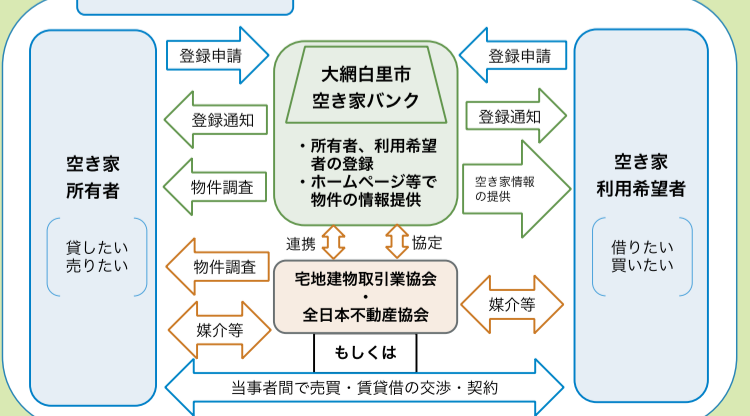 登録申請
登録申請
大網白里市
空き家バンク
登録通知
登録通知
・所有者、利用希望
者の登録
・ホームページ等で
物件の情報提供
空き家
所有者
物件調査
空き家情報
の提供
空き家
利用希望者
貸したい
売りたい
借りたい
買いたい
連携
協定
物件調査
宅地建物取引業協会
・
全日本不動産協会
媒介等
媒介等
もしくは
当事者間で売買・賃貸借の交渉・契約